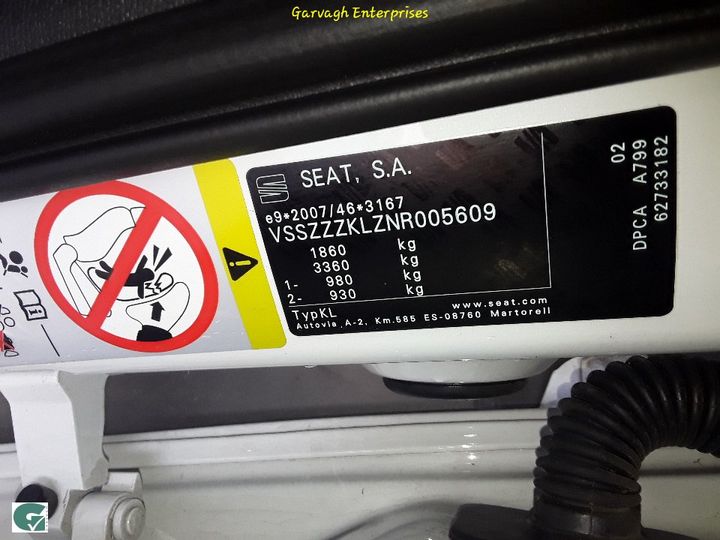 Garvagh Enterprises
SEAT, S.A.
e9*2007/46*3167
VSSZZZKLZNR005609
1860 kg
3360 kg
1- 980 kg
2- 930 kg
TypKL www.seat.com
Autovia A-2, Km.585 ES-08760 Martorell
02
DPCA A799
62733182